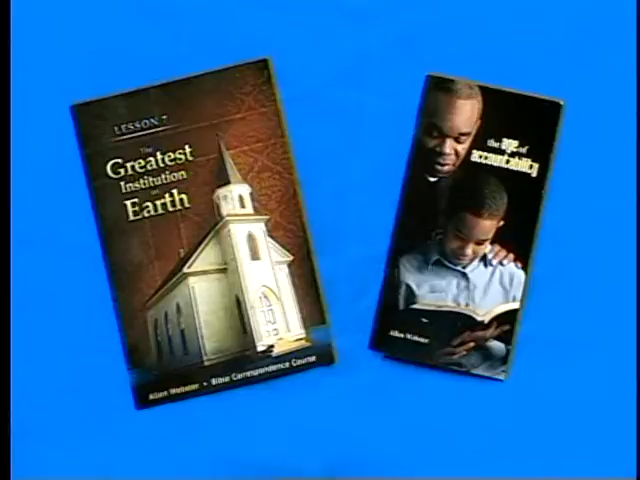 LESSON 7
The
Greatest
Institution
on
Earth
Allen Webster • Bible Correspondence Course
the age of
accountability
Allen Webster